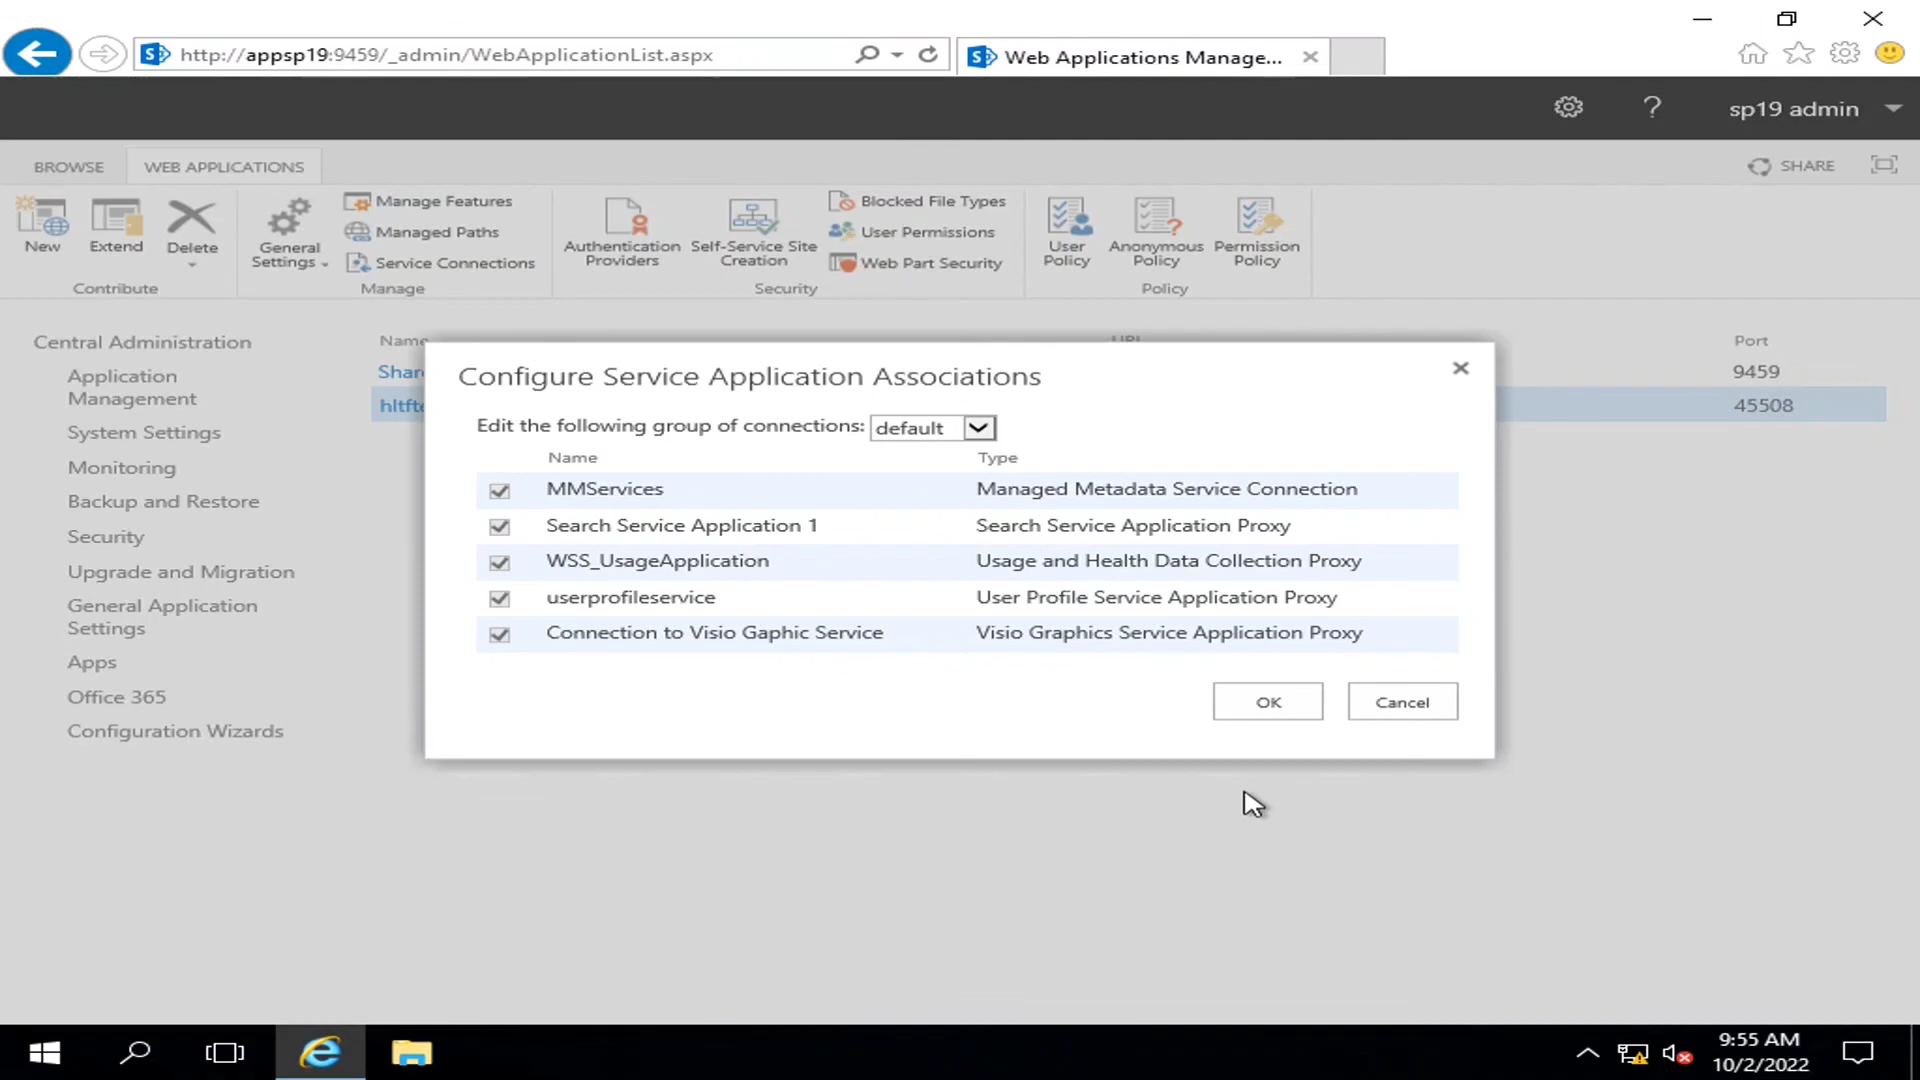 http://appsp19:9459/_admin/WebApplicationList.aspx
Web Applications Manage...
sp19 admin
BROWSE
WEB APPLICATIONS
SHARE
New
Extend
Delete
Contribute
General Settings
Manage Features
Managed Paths
Service Connections
Manage
Authentication Providers
Self-Service Site Creation
Blocked File Types
User Permissions
Web Part Security
Security
User Policy
Anonymous Policy
Permission Policy
Policy
Central Administration
Application Management
System Settings
Monitoring
Backup and Restore
Security
Upgrade and Migration
General Application Settings
Apps
Office 365
Configuration Wizards
Name
Port
Shar
9459
hltft
45508
Configure Service Application Associations
Edit the following group of connections: default
Name Type
MMServices Managed Metadata Service Connection
Search Service Application 1 Search Service Application Proxy
WSS_UsageApplication Usage and Health Data Collection Proxy
userprofileservice User Profile Service Application Proxy
Connection to Visio Gaphic Service Visio Graphics Service Application Proxy
OK Cancel
9:55 AM
10/2/2022